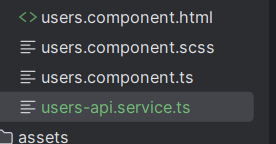 users.component.html
users.component.scss
users.component.ts
users-api.service.ts
assets